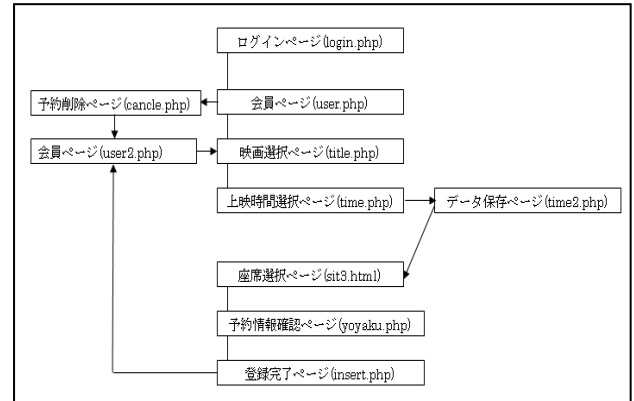 ログインページ(login.php)
予約削除ページ(cancle.php)
会員ページ(user.php)
会員ページ(user2.php)
映画選択ページ(title.php)
上映時間選択ページ(time.php)
データ保存ページ(time2.php)
座席選択ページ(sit3.html)
予約情報確認ページ(yoyaku.php)
登録完了ページ(insert.php)